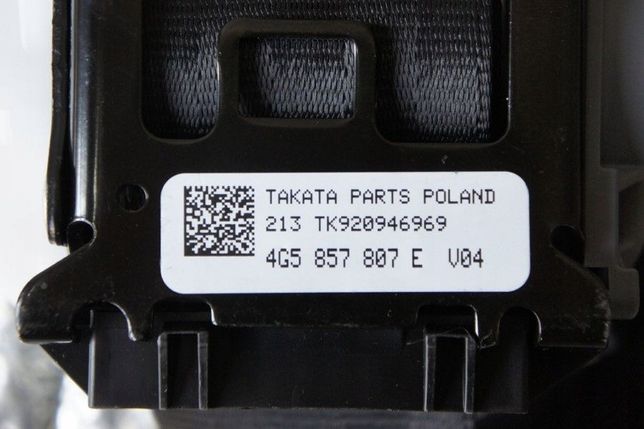 TAKATA PARTS POLAND
213 TK920946969
4G5 857 807 E V04